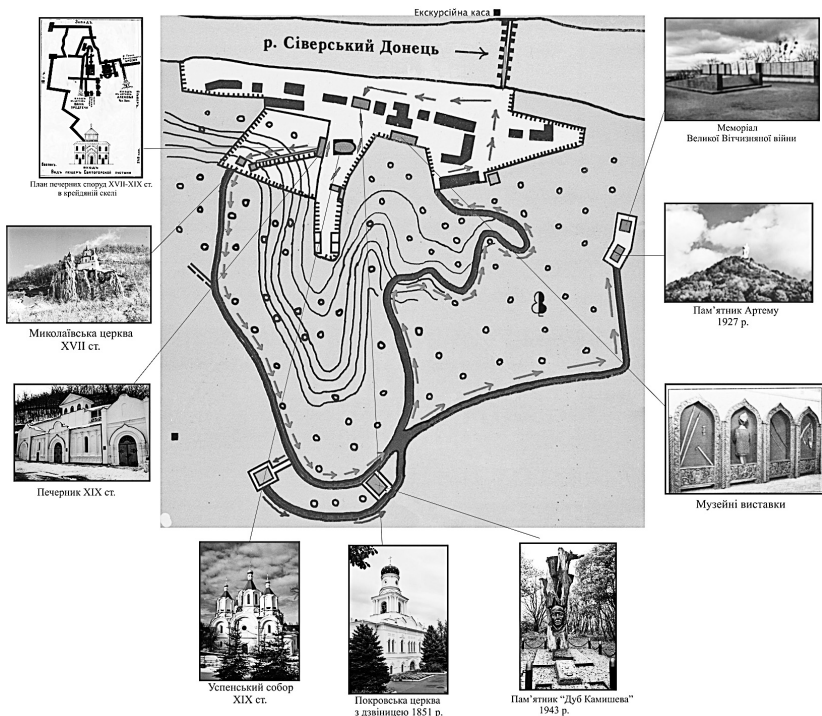 Екскурсійна каса
р. Сіверський Донець
План печерних споруд XVII-XIX ст.
в крейдяній скелі
Миколаївська церква
XVII ст.
Печерник XIX ст.
Успенський собор
XIX ст.
Покровська церква
з дзвіницею 1851 р.
Пам’ятник “Дуб Камишева”
1943 р.
Меморіал
Великої Вітчизняної війни
Пам’ятник Артему
1927 р.
Музейні виставки